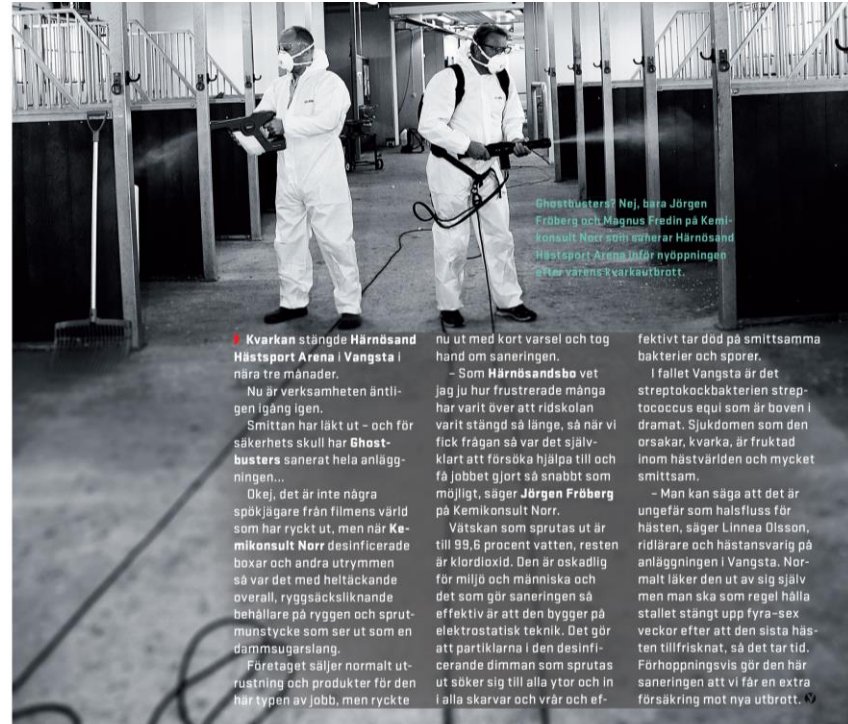 Ghostbusters? Nej, bara Jörgen
Fröberg och Magnus Fredin på Kemi-
konsult Norr som sanerar Härnösand
Hästsport Arena inför nyöppningen
efter vårens kvarkautbrott.
Kvarkan stängde Härnösand
Hästsport Arena i Vangsta i
nära tre månader.
Nu är verksamheten äntli-
gen igång igen.
Smittan har läkt ut – och för
säkerhets skull har Ghost-
busters sanerat hela anlägg-
ningen...
Okej, det är inte några
spökjägare från filmens värld
som har ryckt ut, men när Ke-
mikonsult Norr desinficerade
boxar och andra utrymmen
så var det med heltäckande
overall, ryggsäcksliknande
behållare på ryggen och sprut-
munstycke som ser ut som en
dammsugarslang.
Företaget säljer normalt ut-
rustning och produkter för den
här typen av jobb, men ryckte
nu ut med kort varsel och tog
hand om saneringen.
– Som Härnösandsbo vet
jag ju hur frustrerade många
har varit över att ridskolan
varit stängd så länge, så när vi
fick frågan så var det själv-
klart att försöka hjälpa till och
få jobbet gjort så snabbt som
möjligt, säger Jörgen Fröberg
på Kemikonsult Norr.
Vätskan som sprutas ut är
till 99,6 procent vatten, resten
är klordioxid. Den är oskadlig
för miljö och människa och
det som gör saneringen så
effektiv är att den bygger på
elektrostatisk teknik. Det gör
att partiklarna i den desinfi-
cerande dimman som sprutas
ut söker sig till alla ytor och in
i alla skarvar och vrår och ef-
fektivt tar död på smittsamma
bakterier och sporer.
I fallet Vangsta är det
streptokockbakterien strep-
tococcus equi som är boven i
dramat. Sjukdomen som den
orsakar, kvarka, är fruktad
inom hästvärlden och mycket
smittsam.
– Man kan säga att det är
ungefär som halsfluss för
hästen, säger Linnea Olsson,
ridlärare och hästansvarig på
anläggningen i Vangsta. Nor-
malt läker den ut av sig själv
men man ska som regel hålla
stallet stängt upp fyra–sex
veckor efter att den sista häs-
ten tillfrisknat, så det tar tid.
Förhoppningsvis gör den här
saneringen att vi får en extra
försäkring mot nya utbrott.